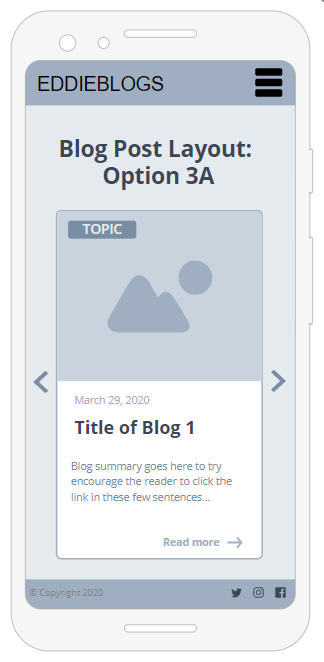 EDDIEBLOGS
Blog Post Layout:
Option 3A
TOPIC
March 29, 2020
Title of Blog 1
Blog summary goes here to try
encourage the reader to click the
link in these few sentences...
Read more
© Copyright 2020